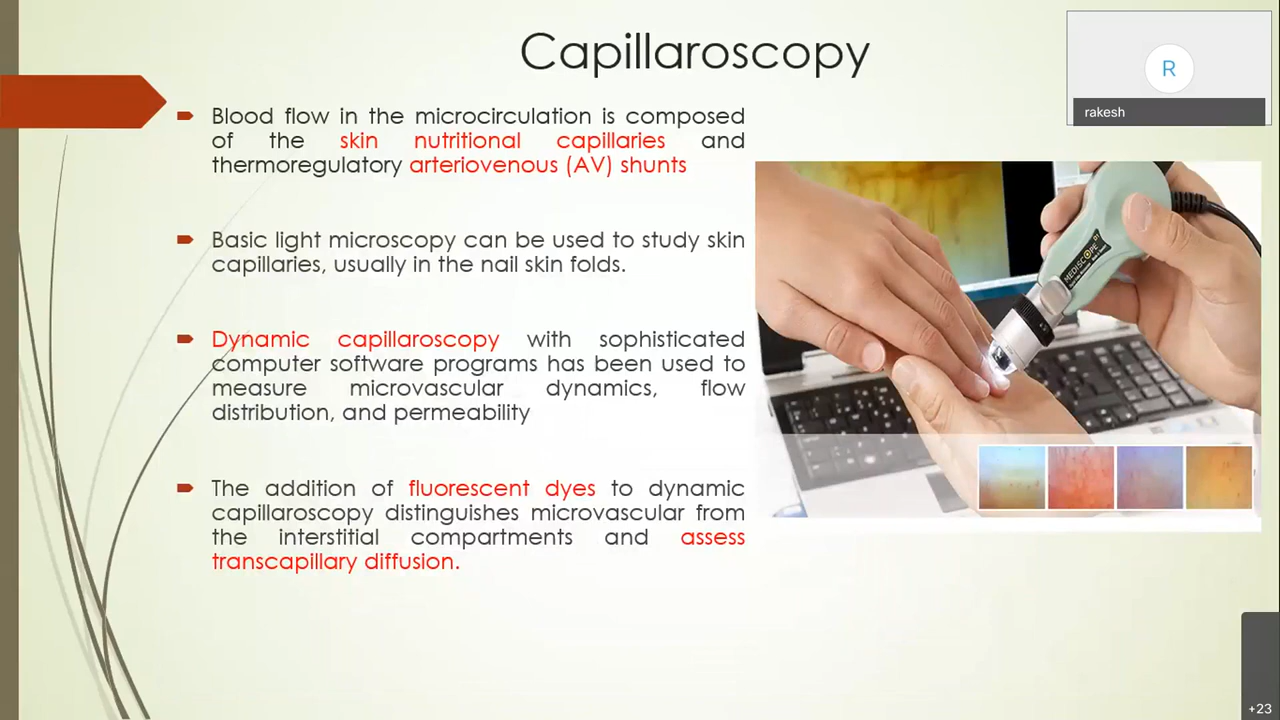 Capillaroscopy
R
rakesh
Blood flow in the microcirculation is composed
of the skin nutritional capillaries and
thermoregulatory arteriovenous (AV) shunts
Basic light microscopy can be used to study skin
capillaries, usually in the nail skin folds.
Dynamic capillaroscopy with sophisticated
computer software programs has been used to
measure microvascular dynamics, flow
distribution, and permeability
The addition of fluorescent dyes to dynamic
capillaroscopy distinguishes microvascular from
the interstitial compartments and assess
transcapillary diffusion.
MEDISCOPE
+23